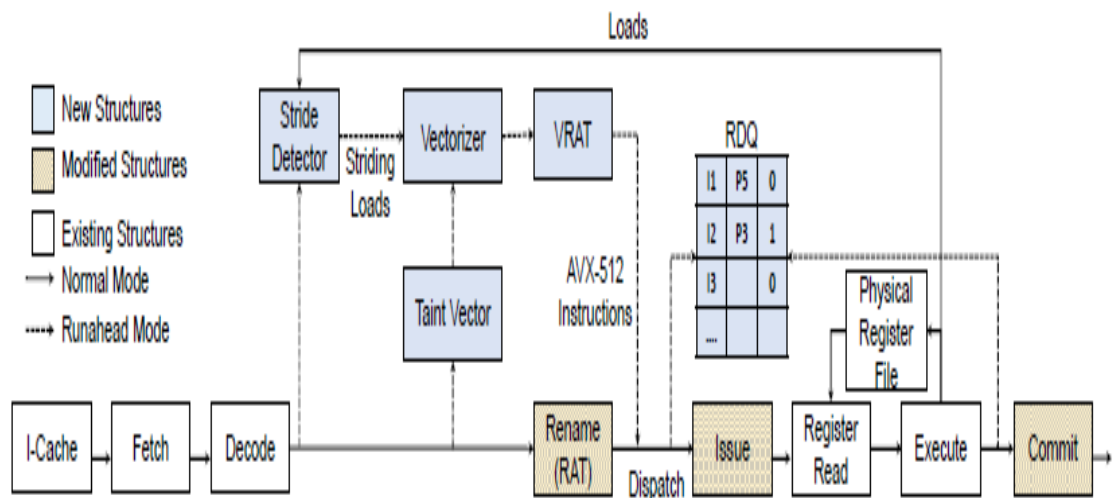 Loads
New Structures
Modified Structures
Existing Structures
Normal Mode
Runahead Mode
Stride
Detector
Striding
Loads
Vectorizer
VRAT
Taint Vector
AVX-512
Instructions
RDQ
I1 P5 0
I2 P3 1
I3 0
....
Physical
Register
File
I-Cache
Fetch
Decode
Rename
(RAT)
Dispatch
Issue
Register
Read
Execute
Commit